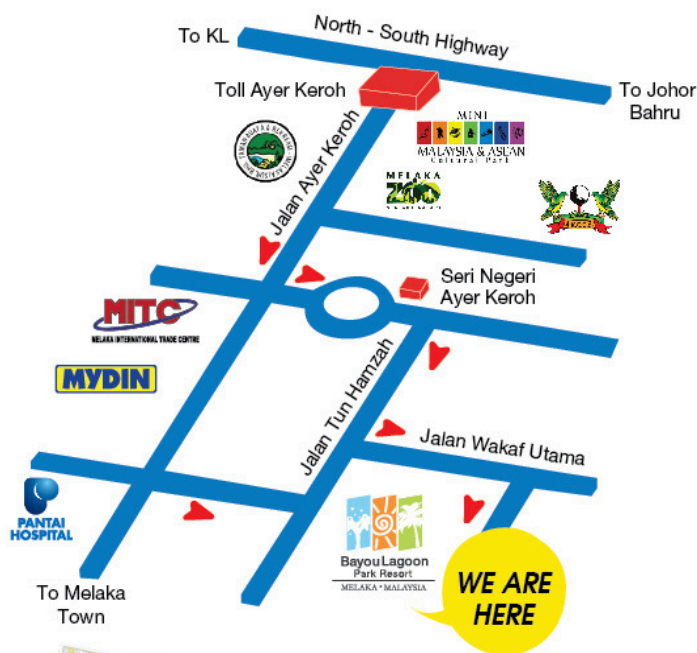 To KL
North - South Highway
Toll Ayer Keroh
To Johor
Bahru
MINI
MALAYSIA & ASEAN
Cultural Park
Jalan Ayer Keroh
MELAKA
ZOO
Seri Negeri
Ayer Keroh
MITC
MELAKA INTERNATIONAL TRADE CENTRE
MYDIN
Jalan Tun Hamzah
Jalan Wakaf Utama
PANTAI
HOSPITAL
Bayou Lagoon
Park Resort
MELAKA • MALAYSIA
WE ARE
HERE
To Melaka
Town